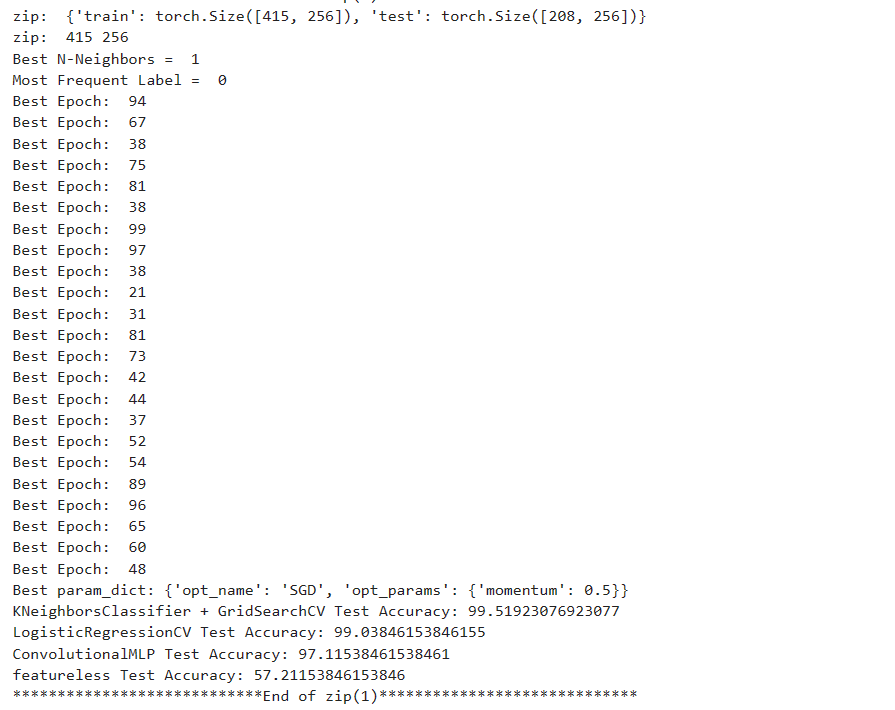 zip:  {'train': torch.Size([415, 256]), 'test': torch.Size([208, 256])}
zip:  415 256
Best N-Neighbors =  1
Most Frequent Label =  0
Best Epoch:  94
Best Epoch:  67
Best Epoch:  38
Best Epoch:  75
Best Epoch:  81
Best Epoch:  38
Best Epoch:  99
Best Epoch:  97
Best Epoch:  38
Best Epoch:  21
Best Epoch:  31
Best Epoch:  81
Best Epoch:  73
Best Epoch:  42
Best Epoch:  44
Best Epoch:  37
Best Epoch:  52
Best Epoch:  54
Best Epoch:  89
Best Epoch:  96
Best Epoch:  65
Best Epoch:  60
Best Epoch:  48
Best param_dict: {'opt_name': 'SGD', 'opt_params': {'momentum': 0.5}}
KNeighborsClassifier + GridSearchCV Test Accuracy: 99.51923076923077
LogisticRegressionCV Test Accuracy: 99.03846153846155
ConvolutionalMLP Test Accuracy: 97.11538461538461
featureless Test Accuracy: 57.21153846153846
****************************End of zip(1)*****************************